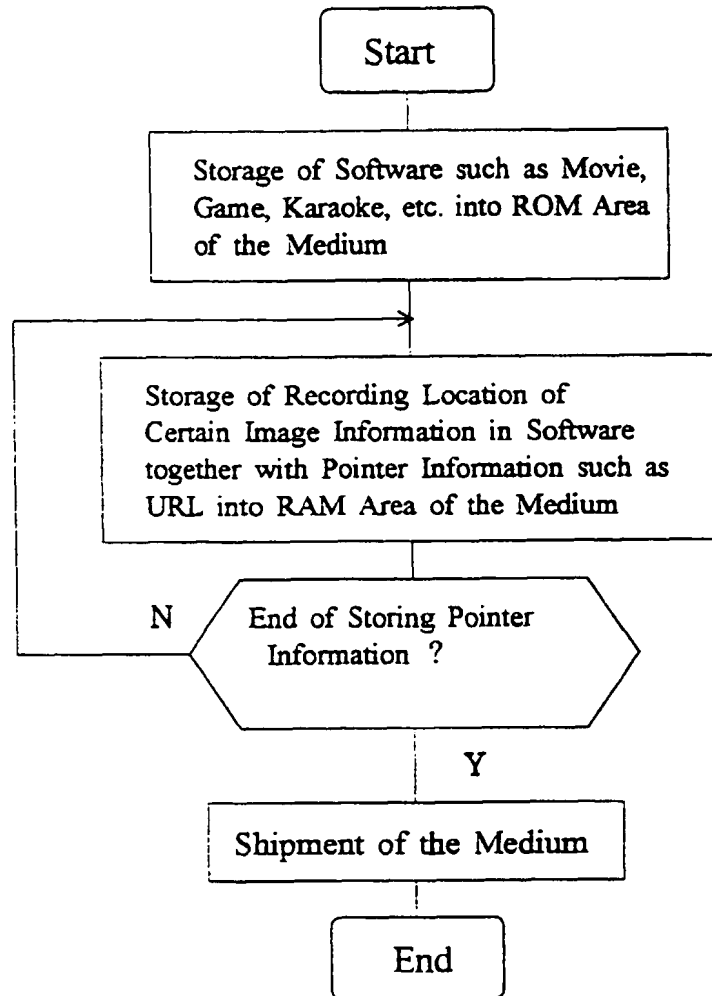 Start
Storage of Software such as Movie,
Game, Karaoke, etc. into ROM Area
of the Medium
Storage of Recording Location of
Certain Image Information in Software
together with Pointer Information such as
URL into RAM Area of the Medium
N
End of Storing Pointer
Information ?
Y
Shipment of the Medium
End